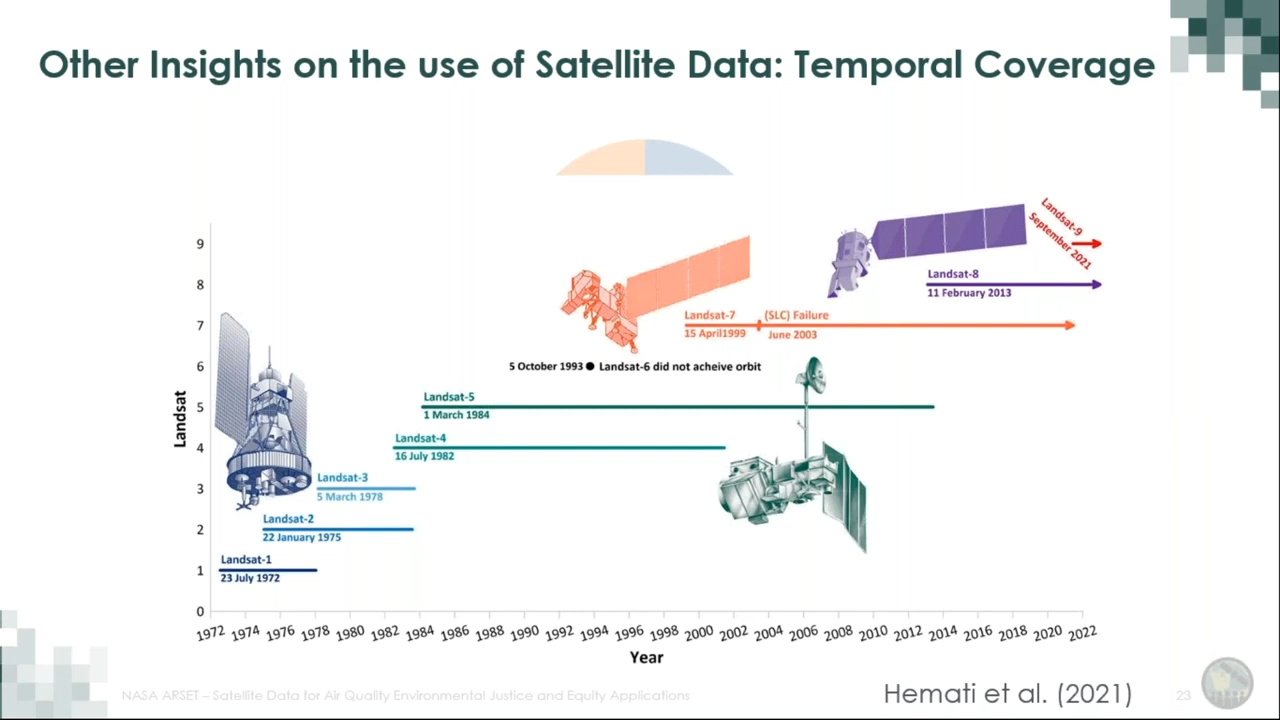 Other Insights on the use of Satellite Data: Temporal Coverage
Landsat
9
8
7
6
5
4
3
2
1
0
Landsat-9
September 2021
Landsat-8
11 February 2013
Landsat-7
15 April1999
(SLC) Failure
June 2003
5 October 1993 ● Landsat-6 did not acheive orbit
Landsat-5
1 March 1984
Landsat-4
16 July 1982
Landsat-3
5 March 1978
Landsat-2
22 January 1975
Landsat-1
23 July 1972
1972 1974 1976 1978 1980 1982 1984 1986 1988 1990 1992 1994 1996 1998 2000 2002 2004 2006 2008 2010 2012 2014 2016 2018 2020 2022
Year
Hemati et al. (2021)
NASA ARSET – Satellite Data for Air Quality Environmental Justice and Equity Applications
23